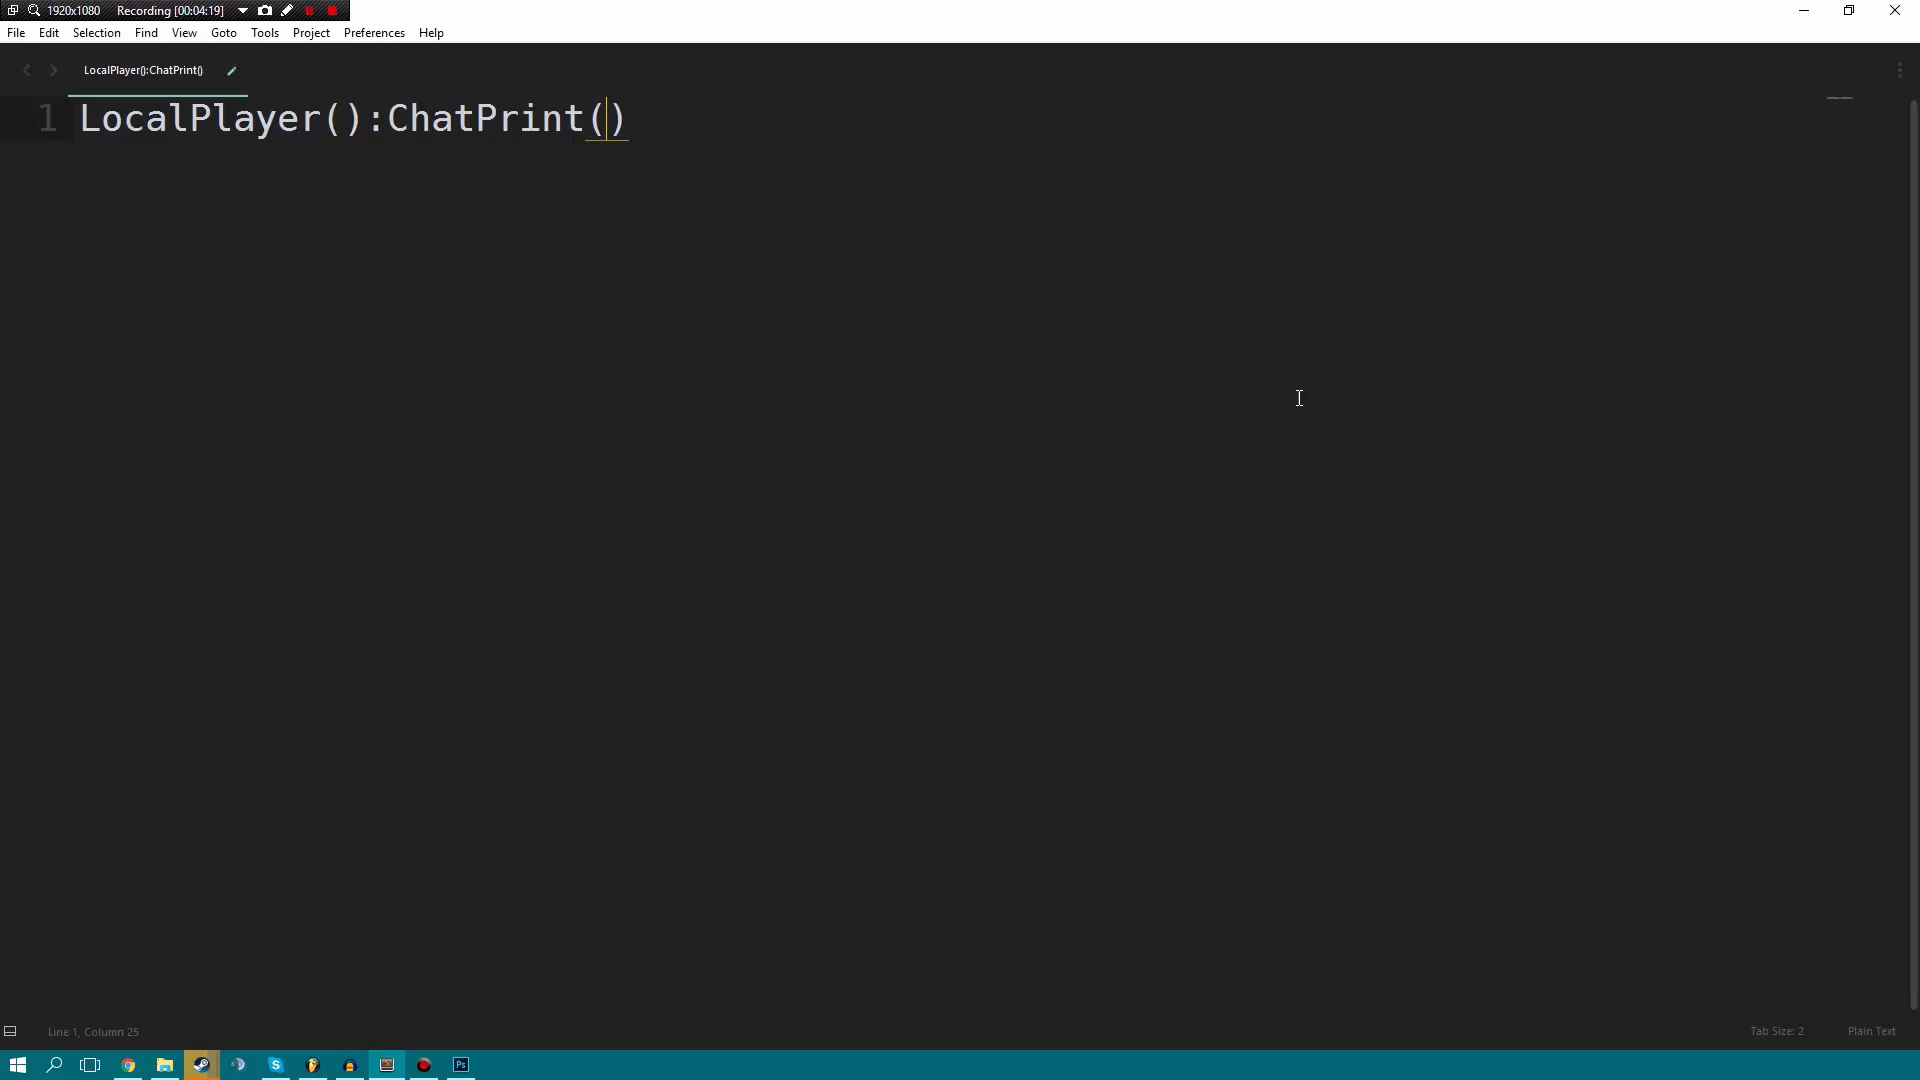 1920x1080 Recording [00:04:19]
File Edit Selection Find View Goto Tools Project Preferences Help
LocalPlayer():ChatPrint()
1 LocalPlayer():ChatPrint()
Line 1, Column 25 Tab Size: 2 Plain Text
Ps